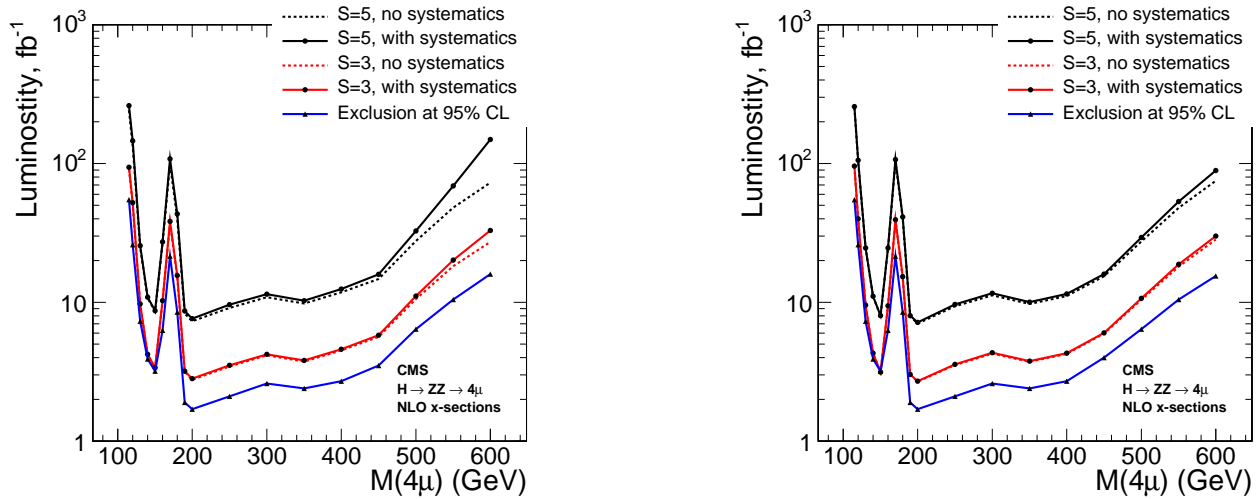 Luminostity, fb⁻¹
10³
10²
10
1
S=5, no systematics
S=5, with systematics
S=3, no systematics
S=3, with systematics
Exclusion at 95% CL
CMS
H → ZZ → 4μ
NLO x-sections
100 200 300 400 500 600
M(4μ) (GeV)
Luminostity, fb⁻¹
10³
10²
10
1
S=5, no systematics
S=5, with systematics
S=3, no systematics
S=3, with systematics
Exclusion at 95% CL
CMS
H → ZZ → 4μ
NLO x-sections
100 200 300 400 500 600
M(4μ) (GeV)